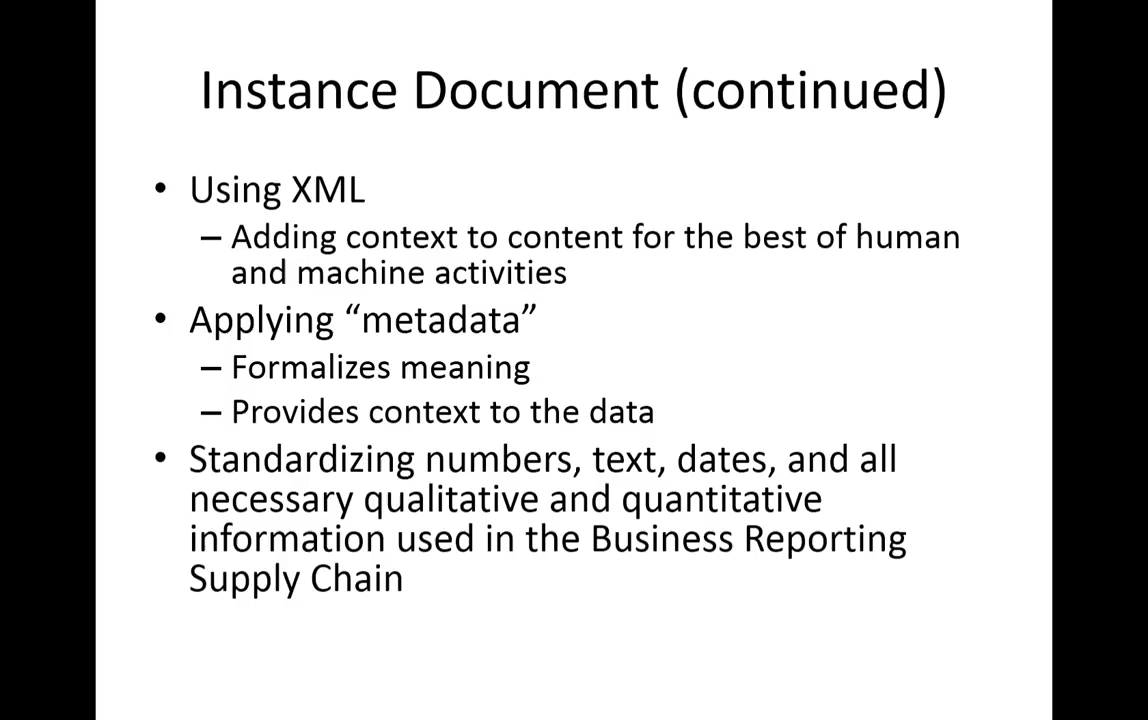 Instance Document (continued)
• Using XML
– Adding context to content for the best of human
and machine activities
• Applying “metadata”
– Formalizes meaning
– Provides context to the data
• Standardizing numbers, text, dates, and all
necessary qualitative and quantitative
information used in the Business Reporting
Supply Chain